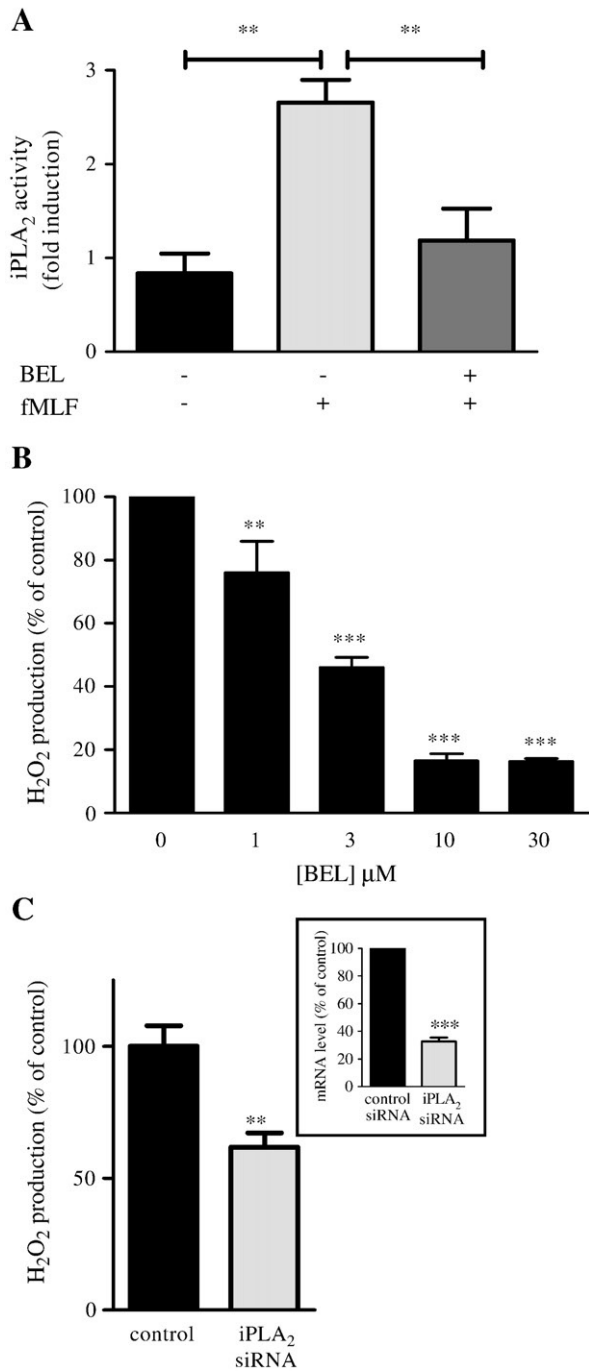 A
** **
iPLA₂ activity
(fold induction)
3
2
1
0
BEL - - +
fMLF - + +
B
H₂O₂ production (% of control)
100
80
60
40
20
0
**
***
***
***
0 1 3 10 30
[BEL] µM
C
H₂O₂ production (% of control)
100
50
0
**
control iPLA₂
siRNA
mRNA level (% of control)
100
80
60
40
20
0
***
control iPLA₂
siRNA siRNA